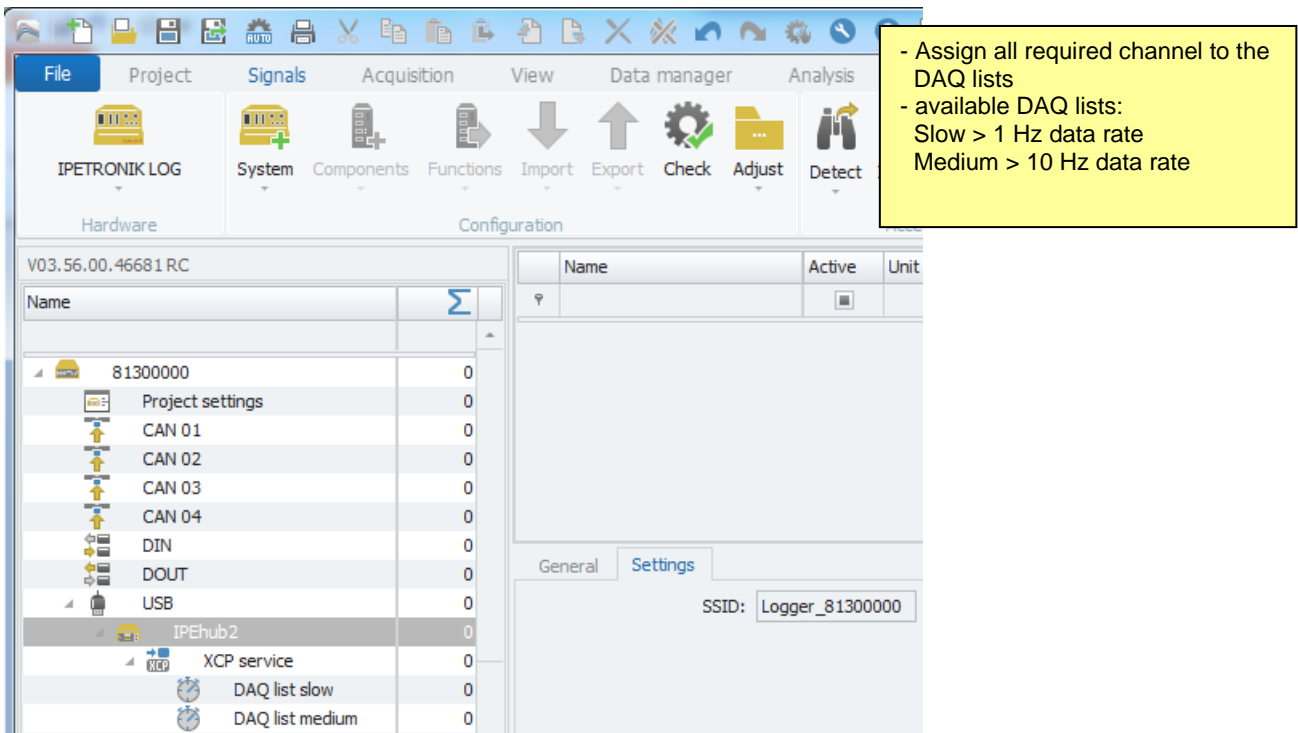 AUTO
- Assign all required channel to the
DAQ lists
- available DAQ lists:
Slow > 1 Hz data rate
Medium > 10 Hz data rate
File Project Signals Acquisition View Data manager Analysis
IPETRONIK LOG System Components Functions Import Export Check Adjust Detect
Hardware Configuration
V03.56.00.46681 RC
Name Active Unit
Name Σ
81300000 0
Project settings 0
CAN 01 0
CAN 02 0
CAN 03 0
CAN 04 0
DIN 0
DOUT 0
General Settings
USB 0
SSID: Logger_81300000
IPEhub2 0
XCP XCP service 0
DAQ list slow 0
DAQ list medium 0